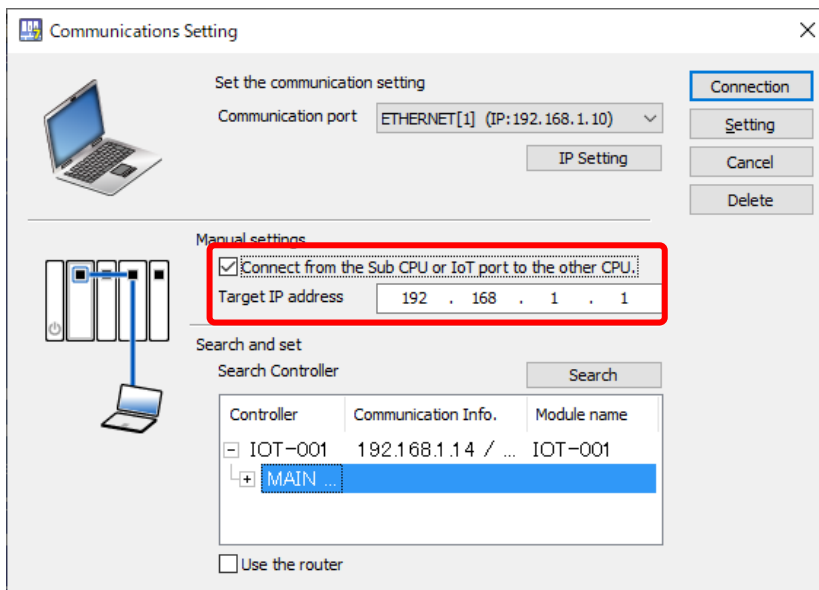 Communications Setting
Set the communication setting
Communication port ETHERNET[1] (IP:192.168.1.10)
IP Setting
Connection
Setting
Cancel
Delete
Manual settings
Connect from the Sub CPU or IoT port to the other CPU.
Target IP address 192 . 168 . 1 . 1
Search and set
Search Controller Search
Controller Communication Info. Module name
IOT-001 192.168.1.14 / ... IOT-001
MAIN ...
Use the router